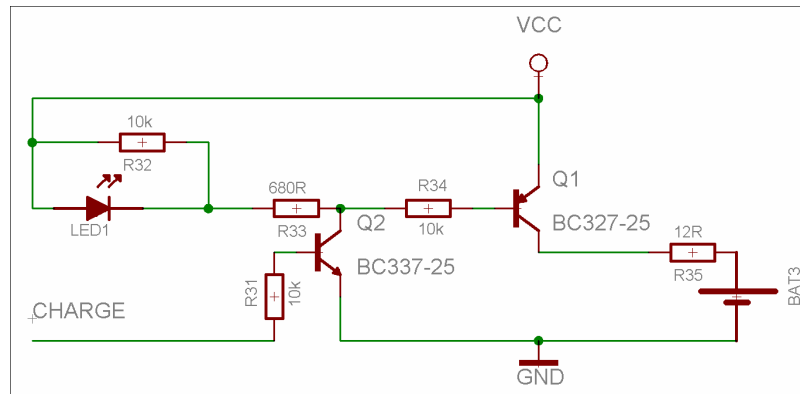 VCC
10k
R32
LED1
680R
R33
R34
10k
Q1
BC327-25
Q2
BC337-25
12R
R35
BAT3
R31
10k
CHARGE
GND